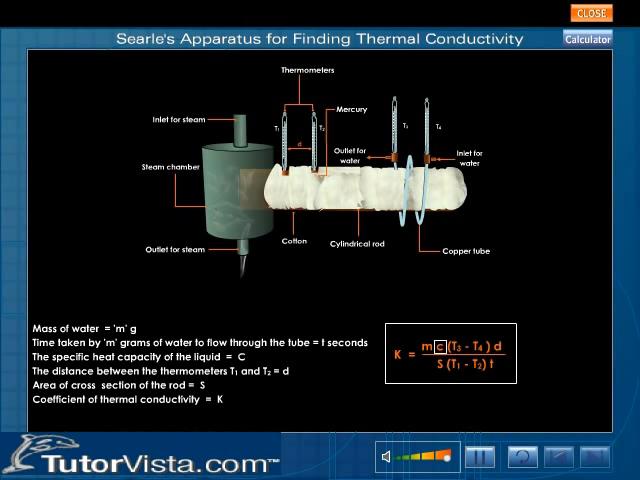 CLOSE
Searle's Apparatus for Finding Thermal Conductivity
Calculator
Thermometers
Mercury
Inlet for steam
T1
T2
T3
T4
d
Outlet for
water
Inlet for
water
Steam chamber
Cotton
Cylindrical rod
Copper tube
Outlet for steam
Mass of water = 'm' g
Time taken by 'm' grams of water to flow through the tube = t seconds
The specific heat capacity of the liquid = C
The distance between the thermometers T1 and T2 = d
Area of cross section of the rod = S
Coefficient of thermal conductivity = K
K = m c (T3 - T4) d
S (T1 - T2) t
TutorVista.com™